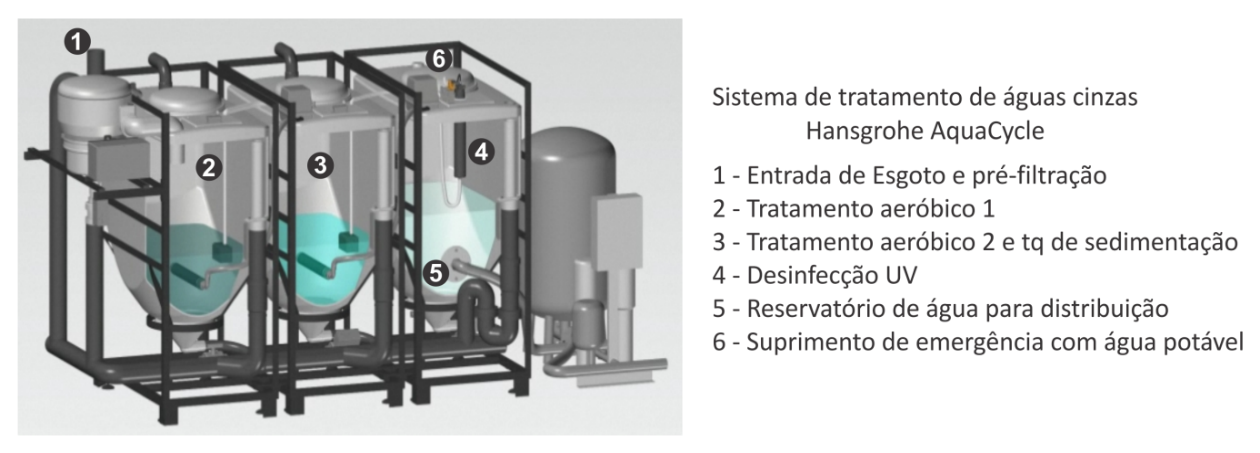 1
6
2
3
4
5
Sistema de tratamento de águas cinzas
Hansgrohe AquaCycle
1 - Entrada de Esgoto e pré-filtração
2 - Tratamento aeróbico 1
3 - Tratamento aeróbico 2 e tq de sedimentação
4 - Desinfecção UV
5 - Reservatório de água para distribuição
6 - Suprimento de emergência com água potável